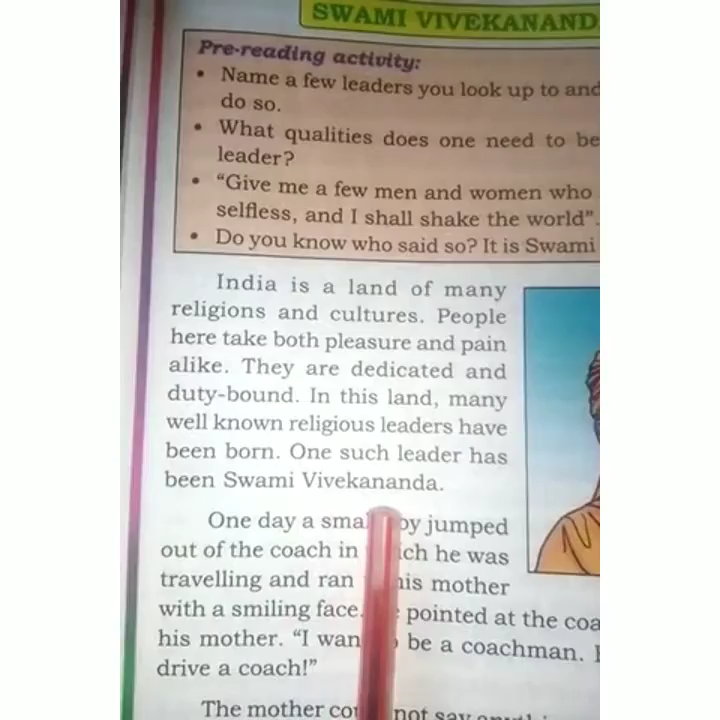 SWAMI VIVEKANAND
Pre-reading activity:
• Name a few leaders you look up to and
do so.
• What qualities does one need to be
leader?
• “Give me a few men and women who
selfless, and I shall shake the world”.
• Do you know who said so? It is Swami
India is a land of many
religions and cultures. People
here take both pleasure and pain
alike. They are dedicated and
duty-bound. In this land, many
well known religious leaders have
been born. One such leader has
been Swami Vivekananda.
One day a jumped
out of the coach in he was
travelling and ran his mother
with a smiling face. pointed at the
his mother. “I be a coachman.
drive a coach!”
The mother not say